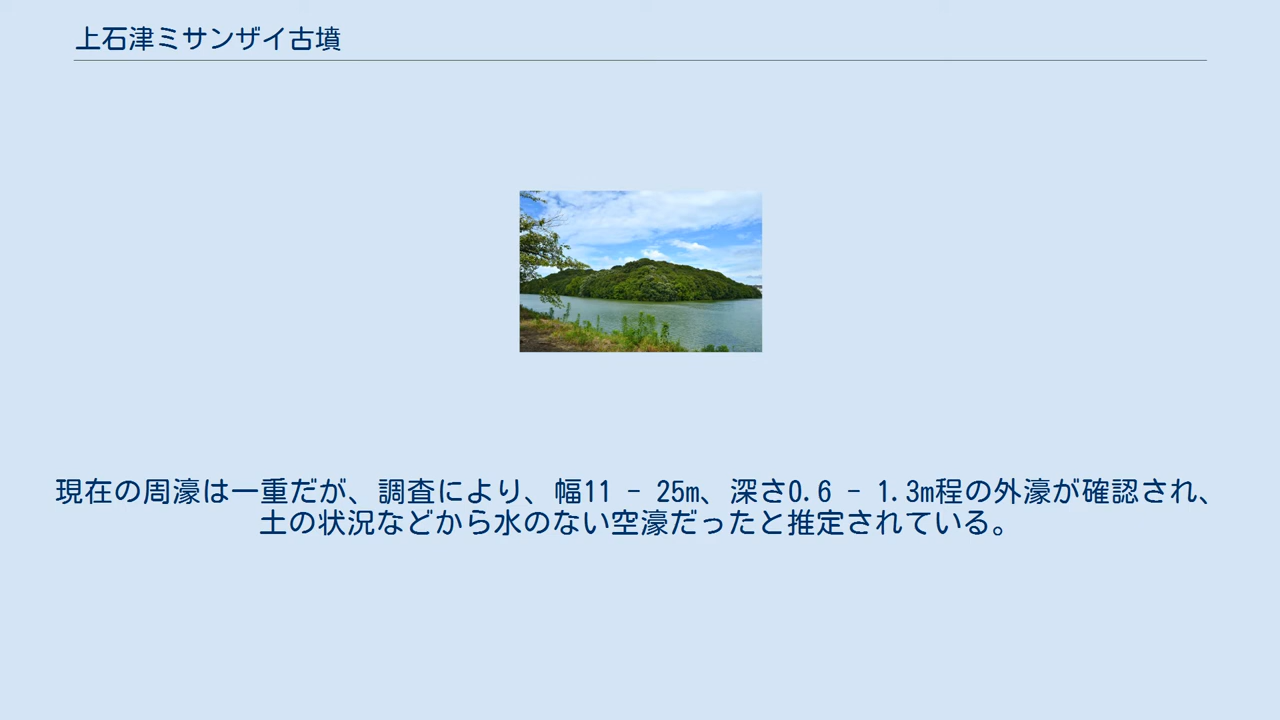 上石津ミサンザイ古墳
現在の周濠は一重だが、調査により、幅11 - 25m、深さ0.6 - 1.3m程の外濠が確認され、
土の状況などから水のない空濠だったと推定されている。